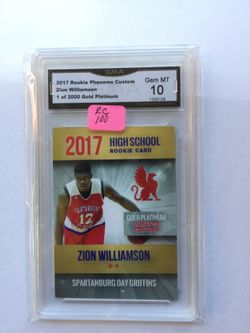 GMA
2017 Rookie Phenoms Custom
Zion Williamson
1 of 2000 Gold Platinum
Gem MT
10
RC
100
2017 HIGH SCHOOL
ROOKIE CARD
12
GOLD PLATINUM
ZION WILLIAMSON
SPARTANBURG DAY GRIFFINS